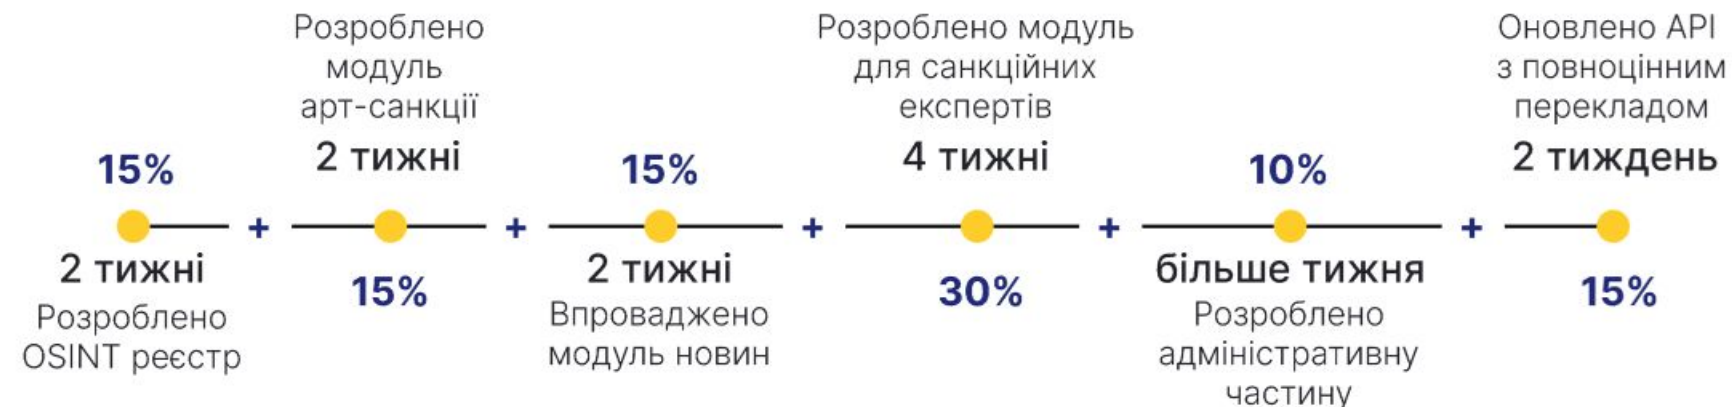 15%
2 тижні
Розроблено
OSINT реєстр
+
Розроблено
модуль
арт-санкції
2 тижні
15%
+
15%
2 тижні
Впроваджено
модуль новин
+
Розроблено модуль
для санкційних
експертів
4 тижні
30%
+
10%
більше тижня
Розроблено
адміністративну
частину
+
Оновлено API
з повноцінним
перекладом
2 тиждень
15%